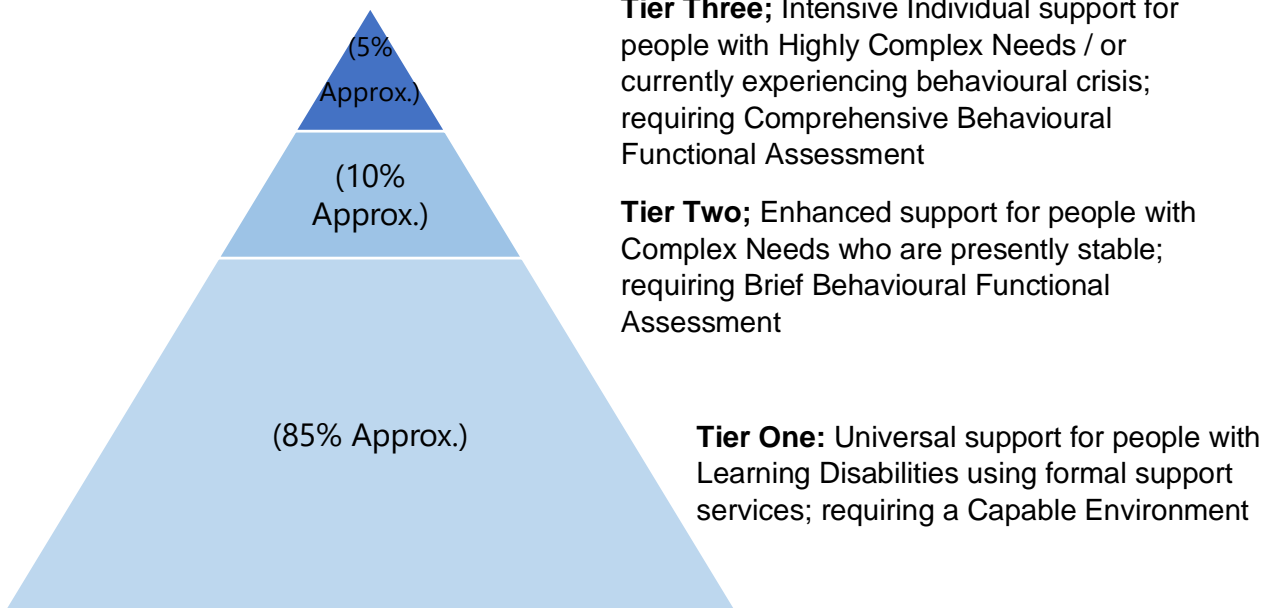 Tier Three; Intensive Individual support for
people with Highly Complex Needs / or
currently experiencing behavioural crisis;
requiring Comprehensive Behavioural
Functional Assessment
(5%
Approx.)
Tier Two; Enhanced support for people with
Complex Needs who are presently stable;
requiring Brief Behavioural Functional
Assessment
(10%
Approx.)
Tier One: Universal support for people with
Learning Disabilities using formal support
services; requiring a Capable Environment
(85% Approx.)